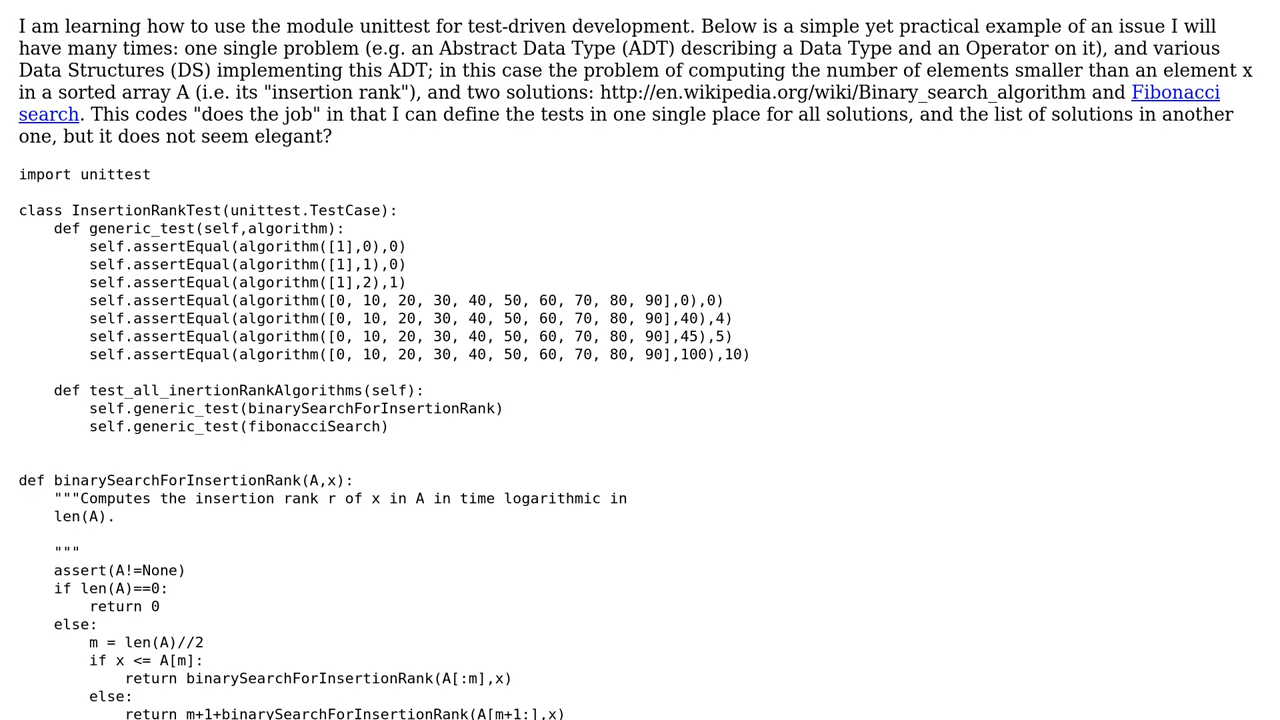 I am learning how to use the module unittest for test-driven development. Below is a simple yet practical example of an issue I will
have many times: one single problem (e.g. an Abstract Data Type (ADT) describing a Data Type and an Operator on it), and various
Data Structures (DS) implementing this ADT; in this case the problem of computing the number of elements smaller than an element x
in a sorted array A (i.e. its "insertion rank"), and two solutions: http://en.wikipedia.org/wiki/Binary_search_algorithm and Fibonacci
search. This codes "does the job" in that I can define the tests in one single place for all solutions, and the list of solutions in another
one, but it does not seem elegant?
import unittest
class InsertionRankTest(unittest.TestCase):
    def generic_test(self,algorithm):
        self.assertEqual(algorithm([1],0),0)
        self.assertEqual(algorithm([1],1),0)
        self.assertEqual(algorithm([1],2),1)
        self.assertEqual(algorithm([0, 10, 20, 30, 40, 50, 60, 70, 80, 90],0),0)
        self.assertEqual(algorithm([0, 10, 20, 30, 40, 50, 60, 70, 80, 90],40),4)
        self.assertEqual(algorithm([0, 10, 20, 30, 40, 50, 60, 70, 80, 90],45),5)
        self.assertEqual(algorithm([0, 10, 20, 30, 40, 50, 60, 70, 80, 90],100),10)
    def test_all_inertionRankAlgorithms(self):
        self.generic_test(binarySearchForInsertionRank)
        self.generic_test(fibonacciSearch)
def binarySearchForInsertionRank(A,x):
    """Computes the insertion rank r of x in A in time logarithmic in
    len(A).
    """
    assert(A!=None)
    if len(A)==0:
        return 0
    else:
        m = len(A)//2
        if x <= A[m]:
            return binarySearchForInsertionRank(A[:m],x)
        else:
            return m+1+binarySearchForInsertionRank(A[m+1:],x)